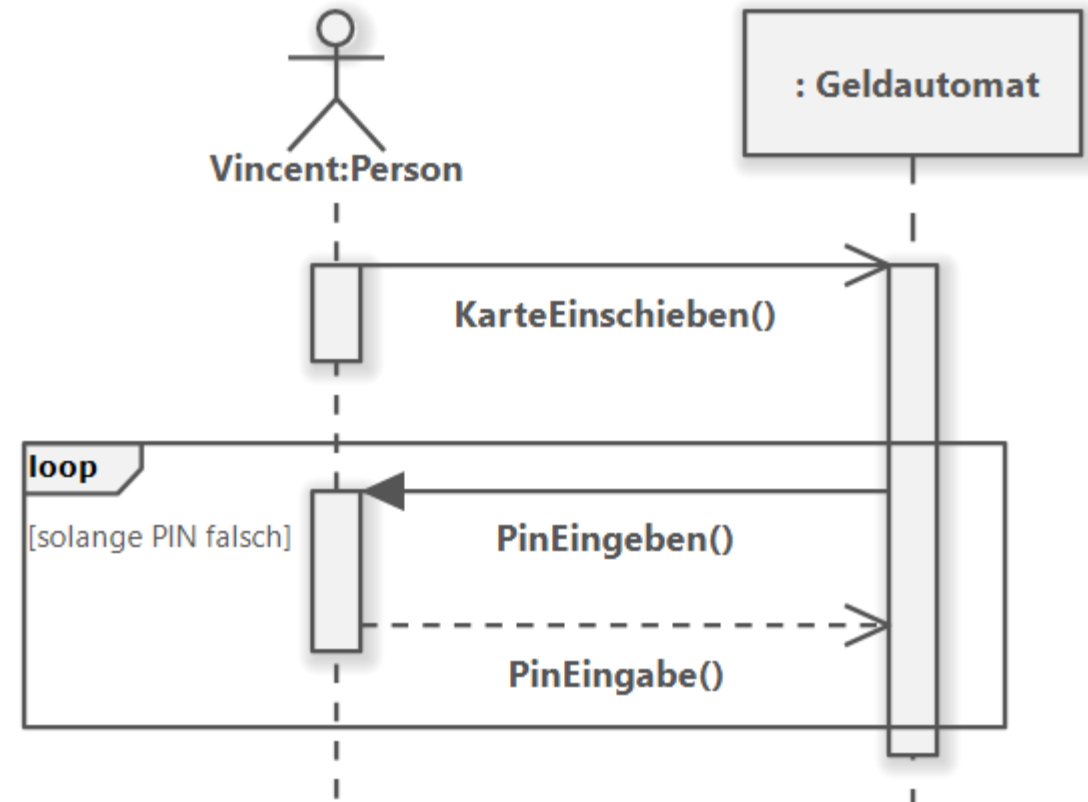 : Geldautomat
Vincent:Person
KarteEinschieben()
loop
[solange PIN falsch]
PinEingeben()
PinEingabe()